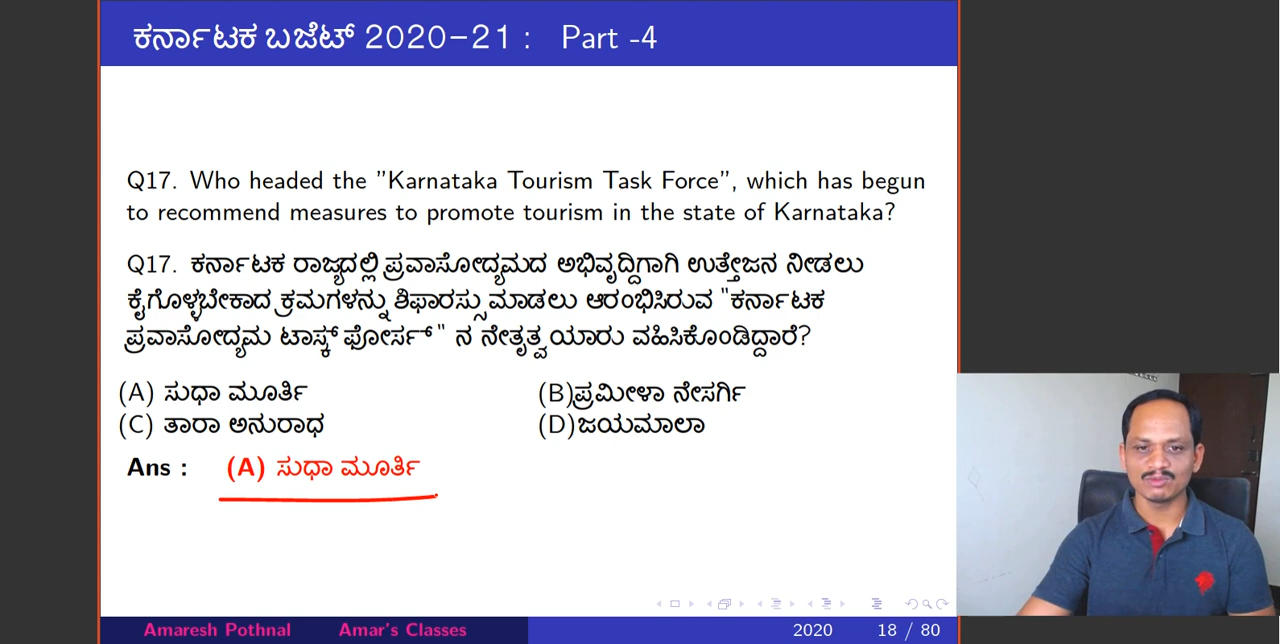 ಕರ್ನಾಟಕ ಬಜೆಟ್ 2020-21 : Part -4
Q17. Who headed the "Karnataka Tourism Task Force", which has begun
to recommend measures to promote tourism in the state of Karnataka?
Q17. ಕರ್ನಾಟಕ ರಾಜ್ಯದಲ್ಲಿ ಪ್ರವಾಸೋದ್ಯಮದ ಅಭಿವೃದ್ದಿಗಾಗಿ ಉತ್ತೇಜನ ನೀಡಲು
ಕೈಗೊಳ್ಳಬೇಕಾದ ಕ್ರಮಗಳನ್ನು ಶಿಫಾರಸ್ಸು ಮಾಡಲು ಆರಂಭಿಸಿರುವ "ಕರ್ನಾಟಕ
ಪ್ರವಾಸೋದ್ಯಮ ಟಾಸ್ಕ್ ಫೋರ್ಸ್" ನ ನೇತೃತ್ವ ಯಾರು ವಹಿಸಿಕೊಂಡಿದ್ದಾರೆ?
(A) ಸುಧಾ ಮೂರ್ತಿ (B)ಪ್ರಮೀಳಾ ನೇಸರ್ಗಿ
(C) ತಾರಾ ಅನುರಾಧ (D)ಜಯಮಾಲಾ
Ans : (A) ಸುಧಾ ಮೂರ್ತಿ
Amaresh Pothnal Amar's Classes 2020 18 / 80